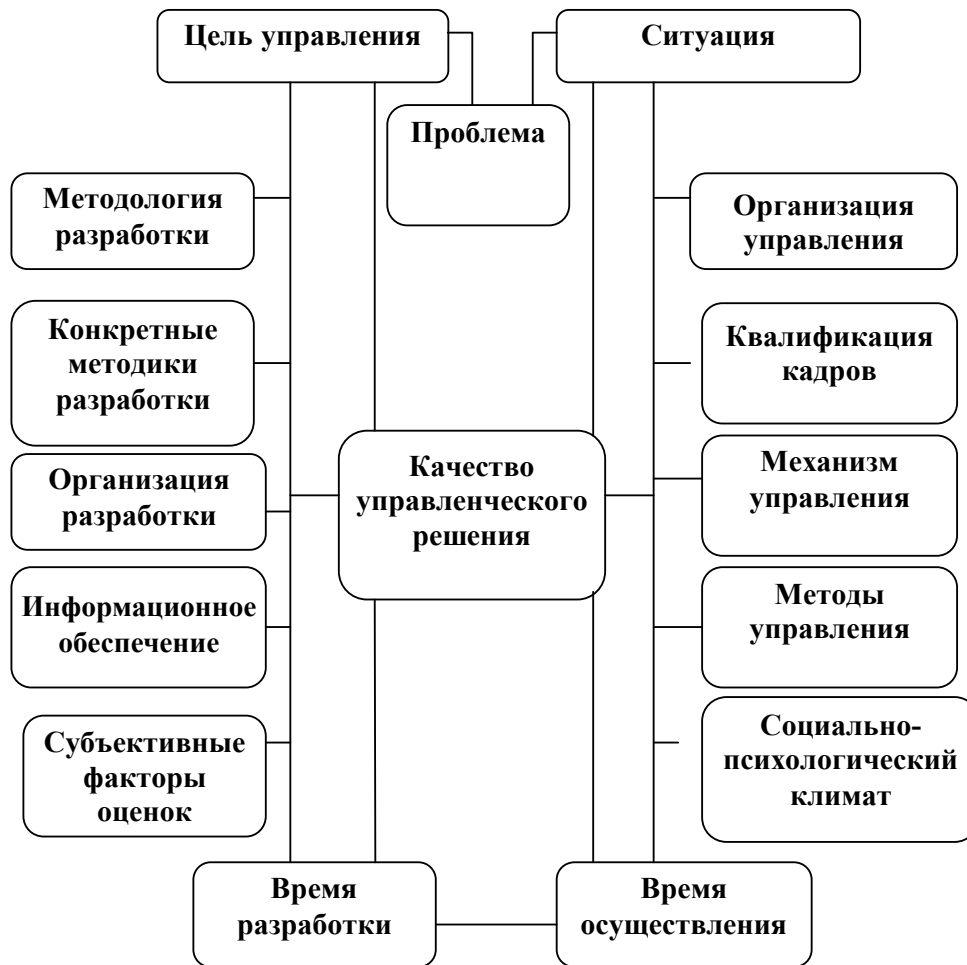 Цель управления
Ситуация
Проблема
Методология
разработки
Организация
управления
Конкретные
методики
разработки
Квалификация
кадров
Организация
разработки
Качество
управленческого
решения
Механизм
управления
Информационное
обеспечение
Методы
управления
Субъективные
факторы
оценок
Социально-
психологический
климат
Время
разработки
Время
осуществления